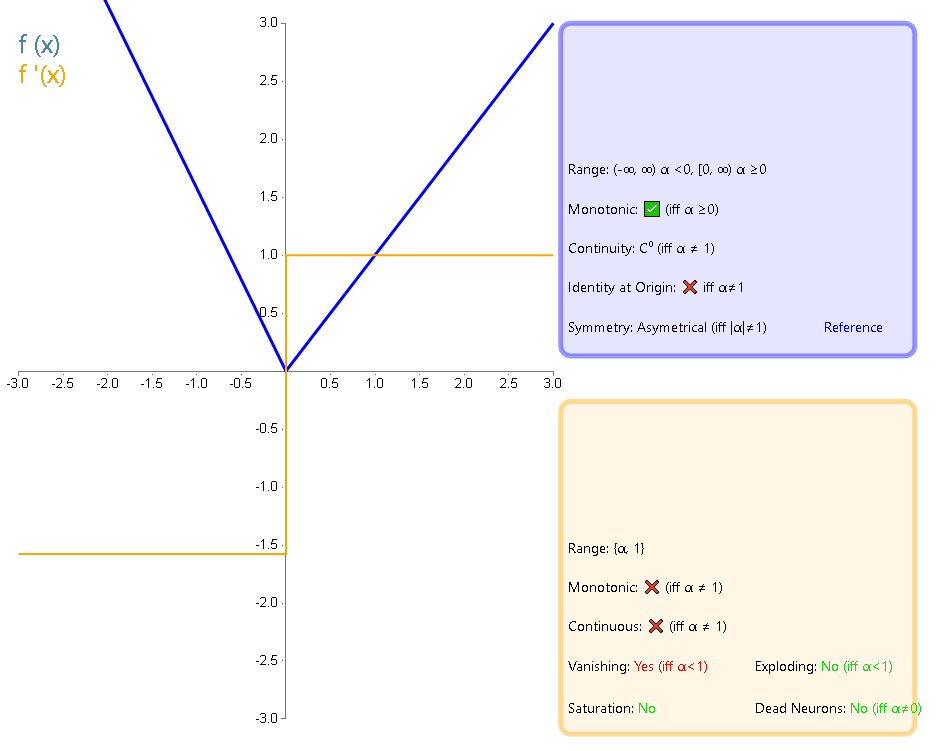 f (x)
f '(x)
3.0
2.5
2.0
1.5
1.0
0.5
-3.0 -2.5 -2.0 -1.5 -1.0 -0.5 0.5 1.0 1.5 2.0 2.5 3.0
-0.5
-1.0
-1.5
-2.0
-2.5
-3.0
Range: (-∞, ∞) α <0, [0, ∞) α ≥0
Monotonic: ✅ (iff α ≥0)
Continuity: C⁰ (iff α ≠ 1)
Identity at Origin: ❌ iff α≠1
Symmetry: Asymetrical (iff |α|≠1) Reference
Range: {α, 1}
Monotonic: ❌ (iff α ≠ 1)
Continuous: ❌ (iff α ≠ 1)
Vanishing: Yes (iff α<1) Exploding: No (iff α<1)
Saturation: No Dead Neurons: No (iff α≠0)